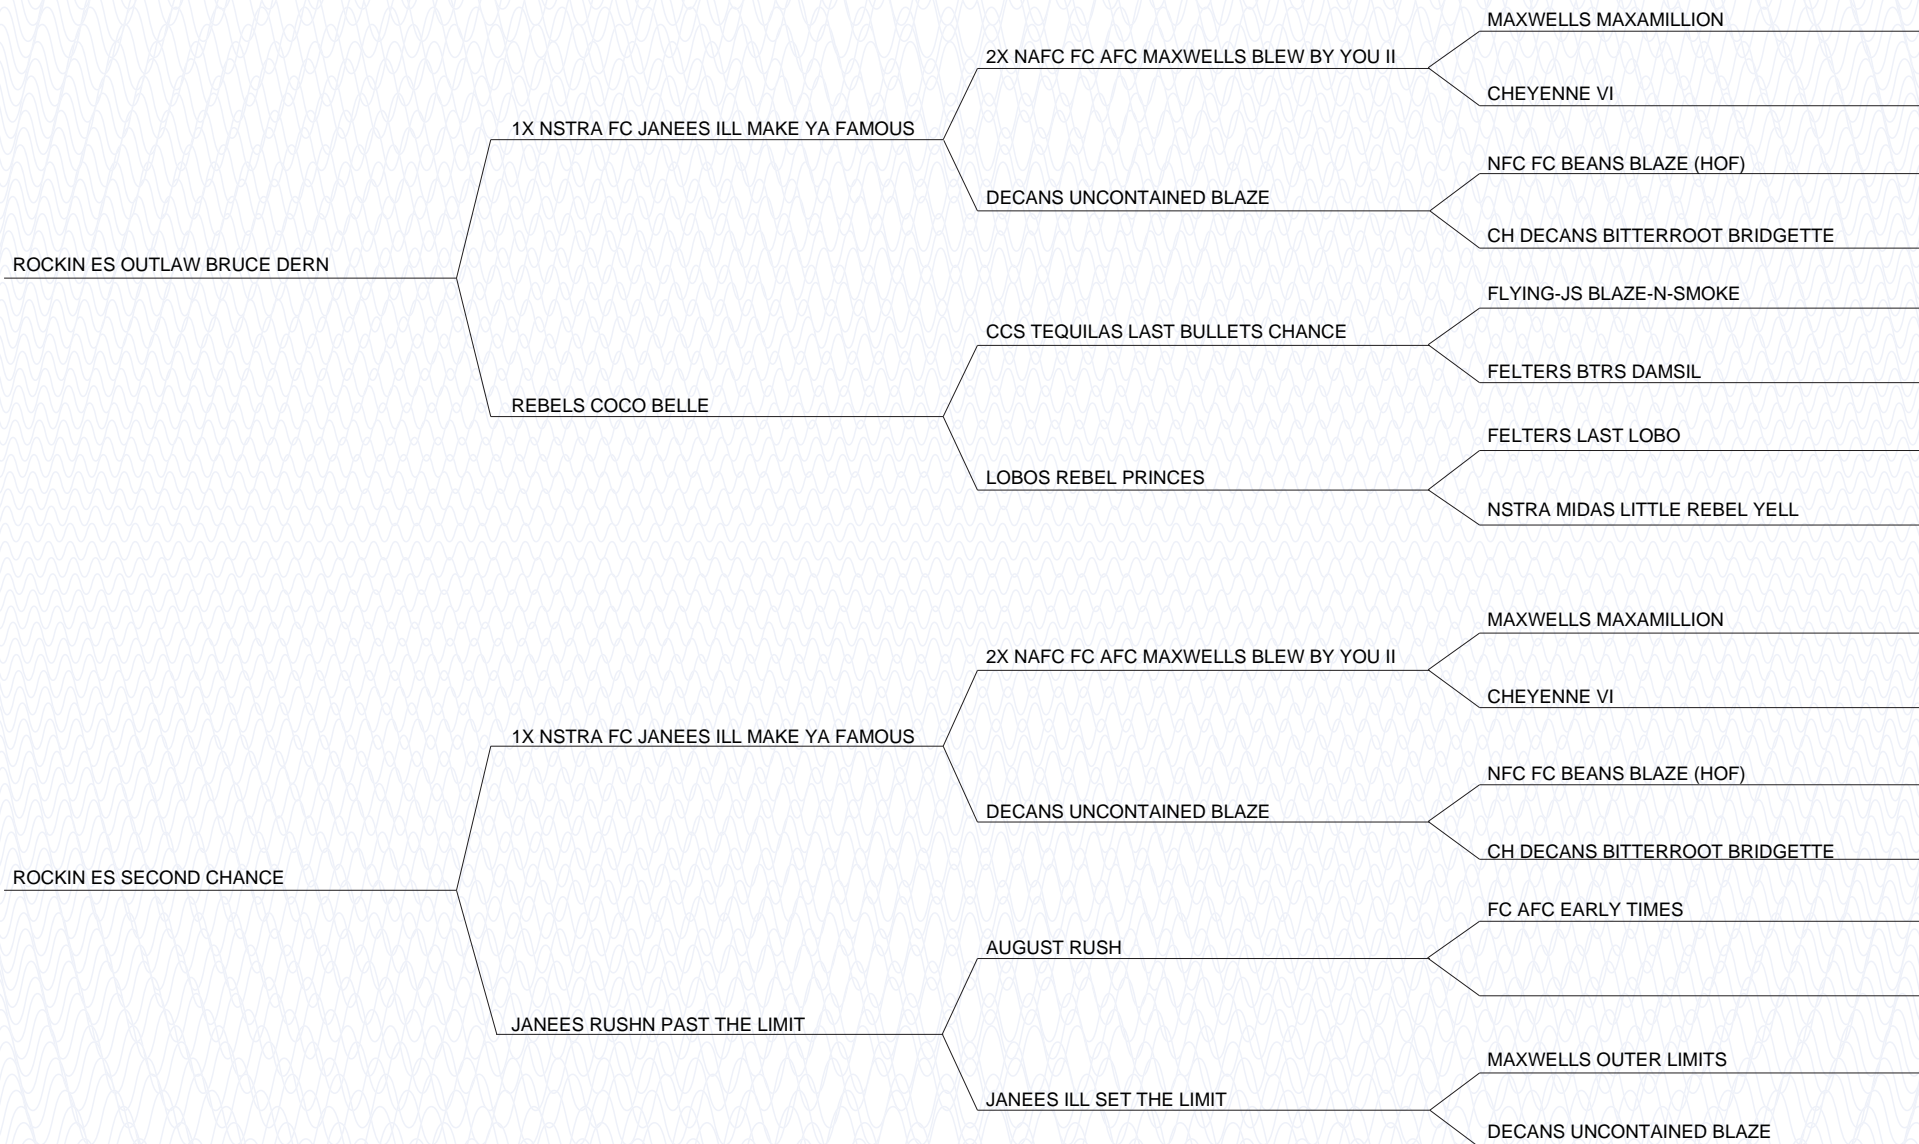 MAXWELLS MAXAMILLION
2X NAFC FC AFC MAXWELLS BLEW BY YOU II
CHEYENNE VI
1X NSTRA FC JANEES ILL MAKE YA FAMOUS
NFC FC BEANS BLAZE (HOF)
DECANS UNCONTAINED BLAZE
CH DECANS BITTERROOT BRIDGETTE
ROCKIN ES OUTLAW BRUCE DERN
FLYING-JS BLAZE-N-SMOKE
CCS TEQUILAS LAST BULLETS CHANCE
FELTERS BTRS DAMSIL
REBELS COCO BELLE
FELTERS LAST LOBO
LOBOS REBEL PRINCES
NSTRA MIDAS LITTLE REBEL YELL
MAXWELLS MAXAMILLION
2X NAFC FC AFC MAXWELLS BLEW BY YOU II
CHEYENNE VI
1X NSTRA FC JANEES ILL MAKE YA FAMOUS
NFC FC BEANS BLAZE (HOF)
DECANS UNCONTAINED BLAZE
CH DECANS BITTERROOT BRIDGETTE
ROCKIN ES SECOND CHANCE
FC AFC EARLY TIMES
AUGUST RUSH
JANEES RUSHN PAST THE LIMIT
MAXWELLS OUTER LIMITS
JANEES ILL SET THE LIMIT
DECANS UNCONTAINED BLAZE